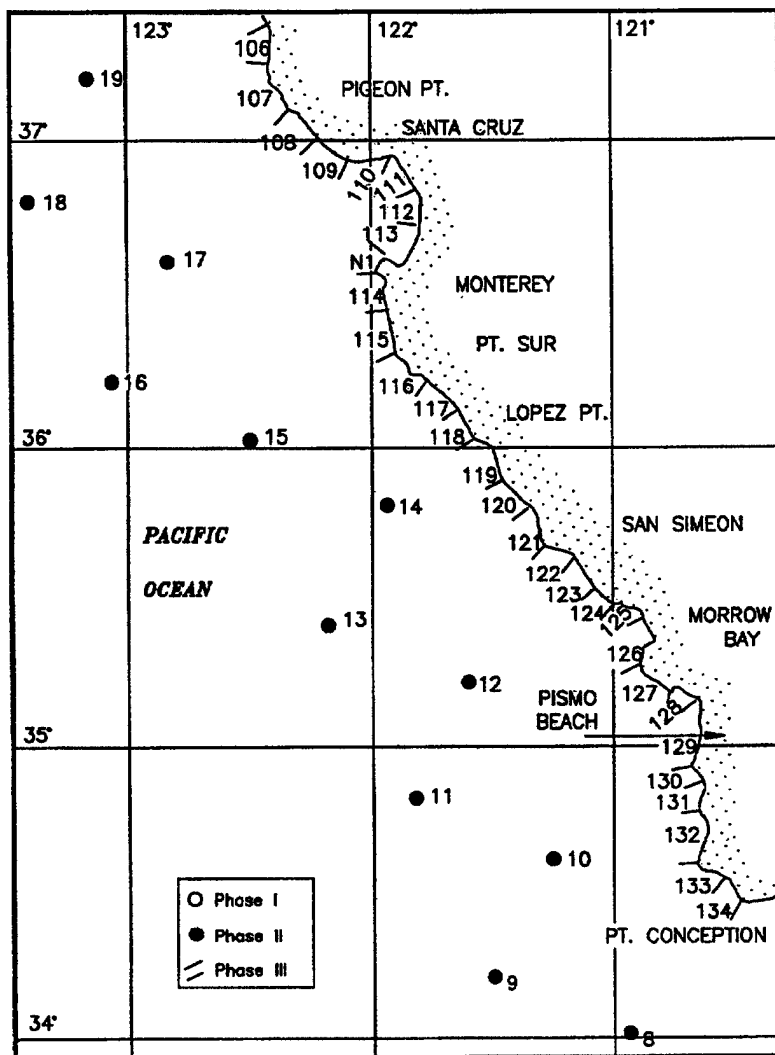 123°
122°
121°
106
19
107
PIGEON PT.
37°
SANTA CRUZ
108
109
110
111
18
112
113
17
N1
MONTEREY
114
115
PT. SUR
16
116
117
LOPEZ PT.
118
15
36°
119
14
120
SAN SIMEON
PACIFIC
121
122
OCEAN
123
13
124
125
MORROW
BAY
126
12
127
PISMO
BEACH
128
35°
129
130
11
131
132
10
133
Phase I
134
Phase II
PT. CONCEPTION
Phase III
9
34°
8